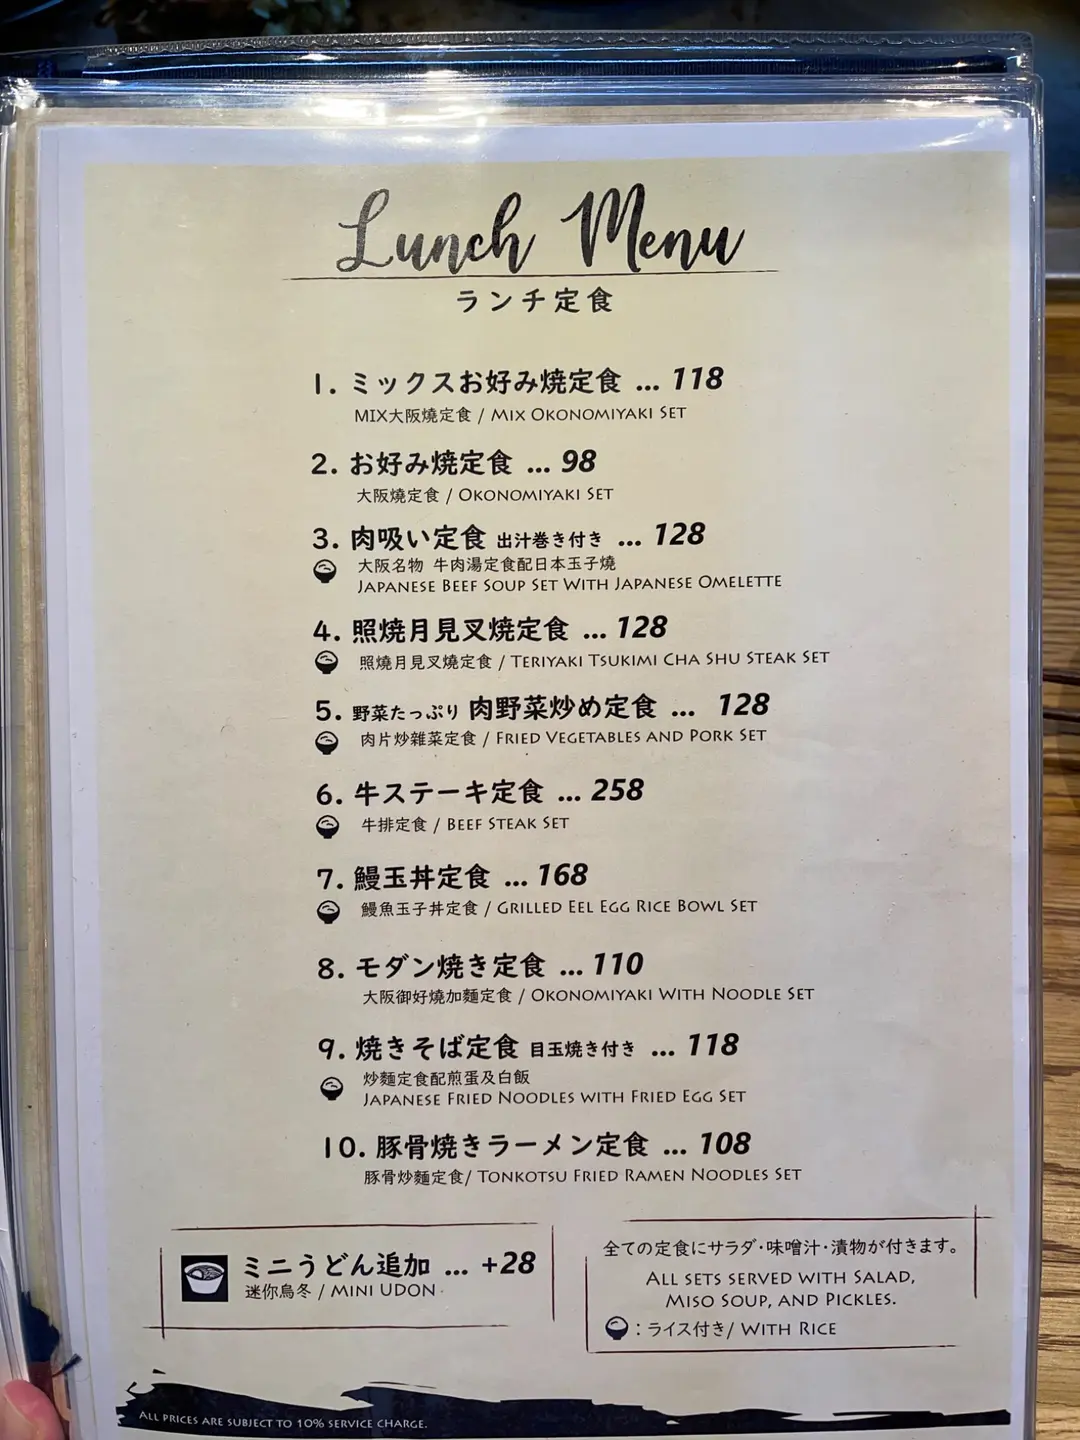 Lunch Menu
ランチ定食
1. ミックスお好み焼定食 ... 118
MIX大阪燒定食 / MIX OKONOMIYAKI SET
2. お好み焼定食 ... 98
大阪燒定食 / OKONOMIYAKI SET
3. 肉吸い定食 出汁巻き付き ... 128
大阪名物 牛肉湯定食配日本玉子燒
JAPANESE BEEF SOUP SET WITH JAPANESE OMELETTE
4. 照焼月見叉焼定食 ... 128
照燒月見叉燒定食 / TERIYAKI TSUKIMI CHA SHU STEAK SET
5. 野菜たっぷり 肉野菜炒め定食 ... 128
肉片炒雜菜定食 / FRIED VEGETABLES AND PORK SET
6. 牛ステーキ定食 ... 258
牛排定食 / BEEF STEAK SET
7. 鰻玉丼定食 ... 168
鰻魚玉子丼定食 / GRILLED EEL EGG RICE BOWL SET
8. モダン焼き定食 ... 110
大阪御好燒加麵定食 / OKONOMIYAKI WITH NOODLE SET
9. 焼きそば定食 目玉焼き付き ... 118
炒麵定食配煎蛋及白飯
JAPANESE FRIED NOODLES WITH FRIED EGG SET
10. 豚骨焼きラーメン定食 ... 108
豚骨炒麵定食/ TONKOTSU FRIED RAMEN NOODLES SET
ミニうどん追加 ... +28
迷你烏冬 / MINI UDON
全ての定食にサラダ・味噌汁・漬物が付きます。
ALL SETS SERVED WITH SALAD,
MISO SOUP, AND PICKLES.
: ライス付き/ WITH RICE
ALL PRICES ARE SUBJECT TO 10% SERVICE CHARGE.